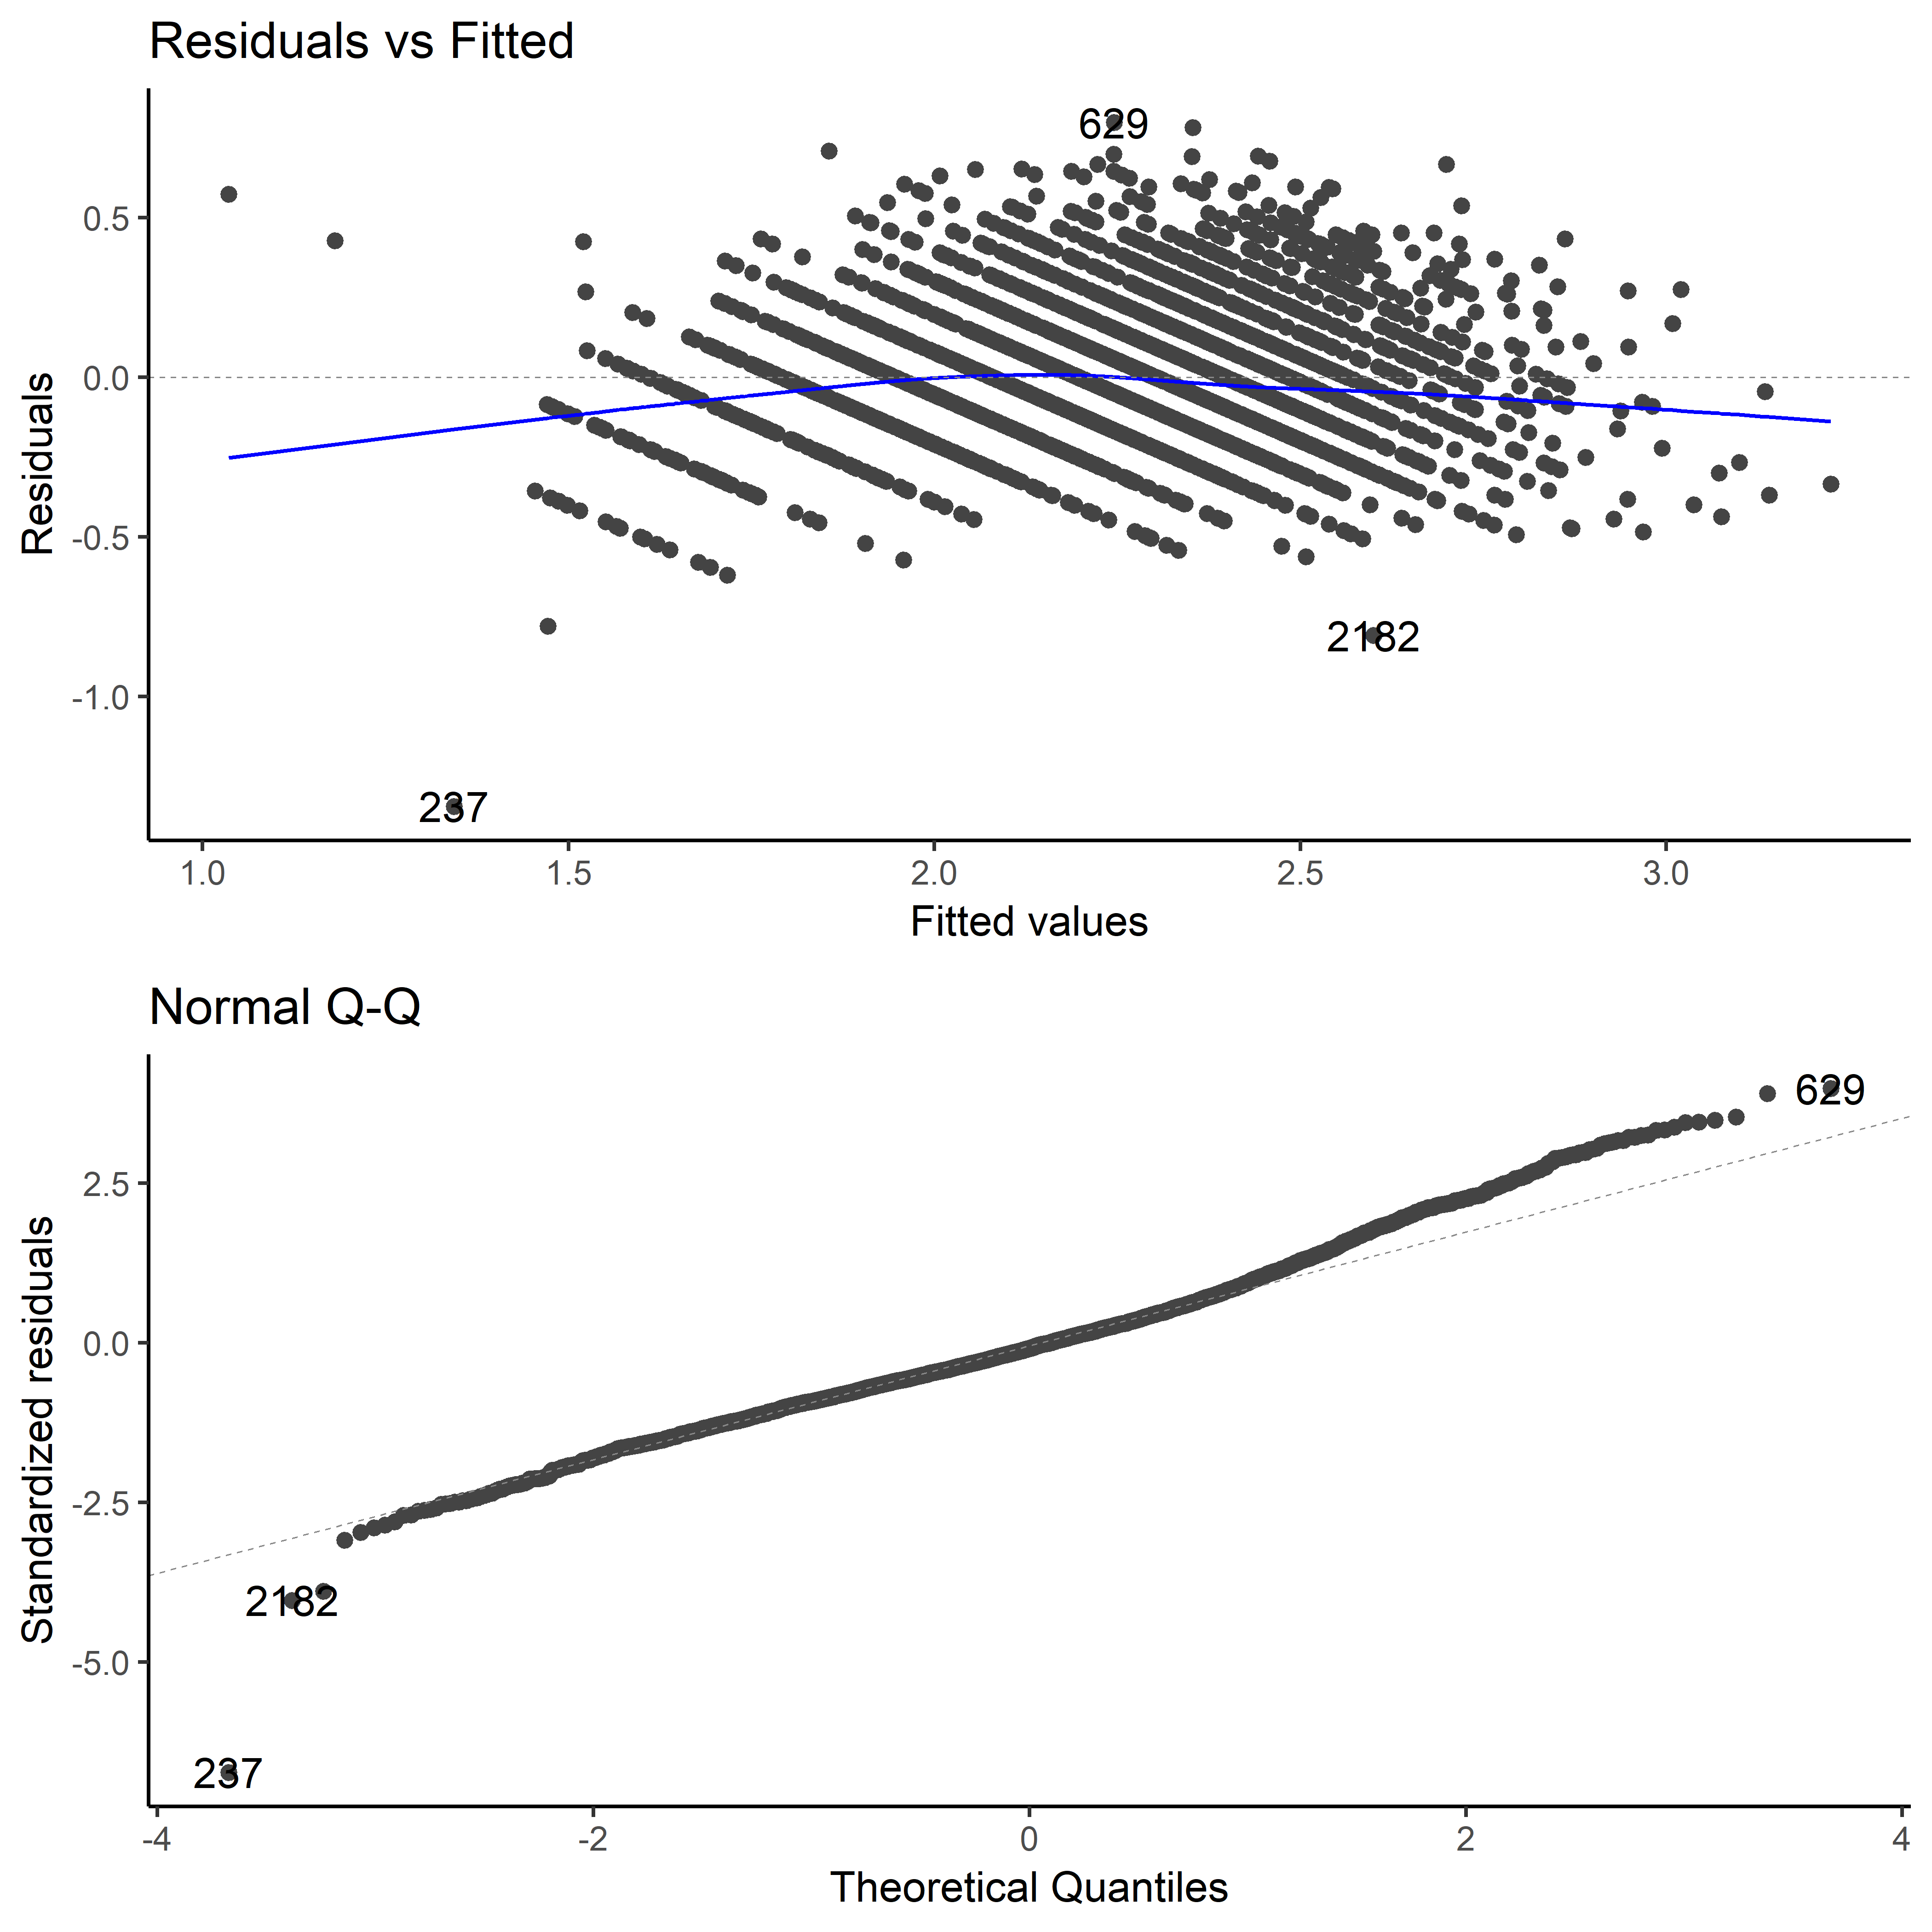 Residuals vs Fitted
629
0.5
0.0
-0.5
2182
-1.0
237
Residuals
1.0 1.5 2.0 2.5 3.0
Fitted values
Normal Q-Q
629
2.5
0.0
-2.5
2182
-5.0
237
Standardized residuals
-4 -2 0 2 4
Theoretical Quantiles